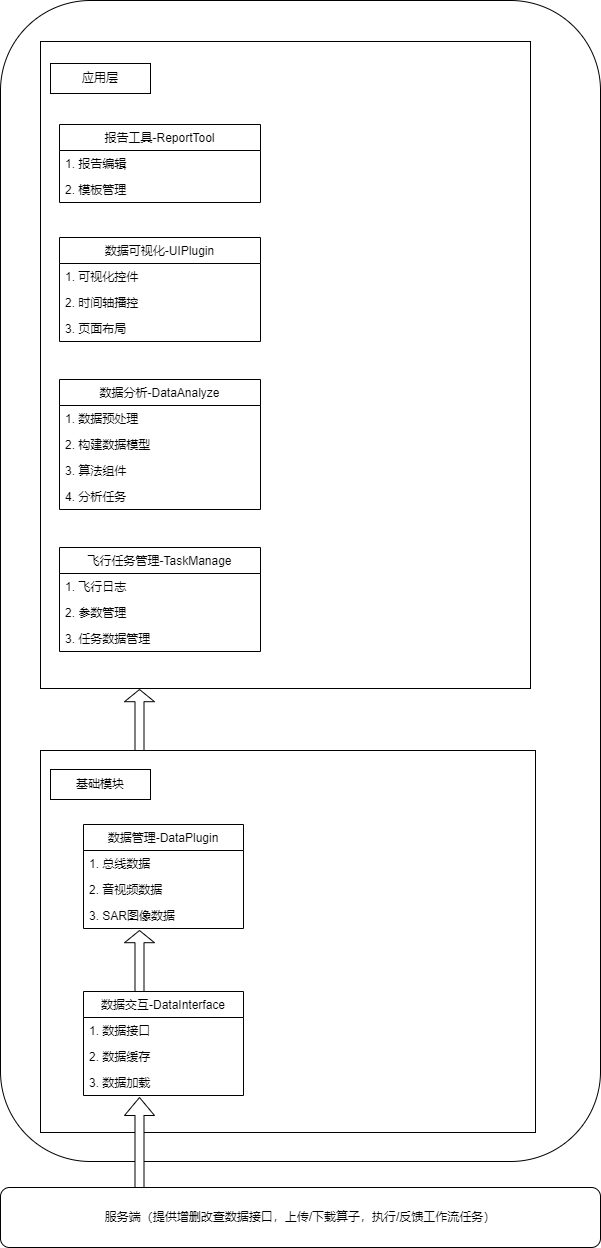 应用层
报告工具-ReportTool
1. 报告编辑
2. 模板管理
数据可视化-UIPlugin
1. 可视化控件
2. 时间轴播控
3. 页面布局
数据分析-DataAnalyze
1. 数据预处理
2. 构建数据模型
3. 算法组件
4. 分析任务
飞行任务管理-TaskManage
1. 飞行日志
2. 参数管理
3. 任务数据管理
基础模块
数据管理-DataPlugin
1. 总线数据
2. 音视频数据
3. SAR图像数据
数据交互-DataInterface
1. 数据接口
2. 数据缓存
3. 数据加载
服务端（提供增删改查数据接口，上传/下载算子，执行/反馈工作流任务）